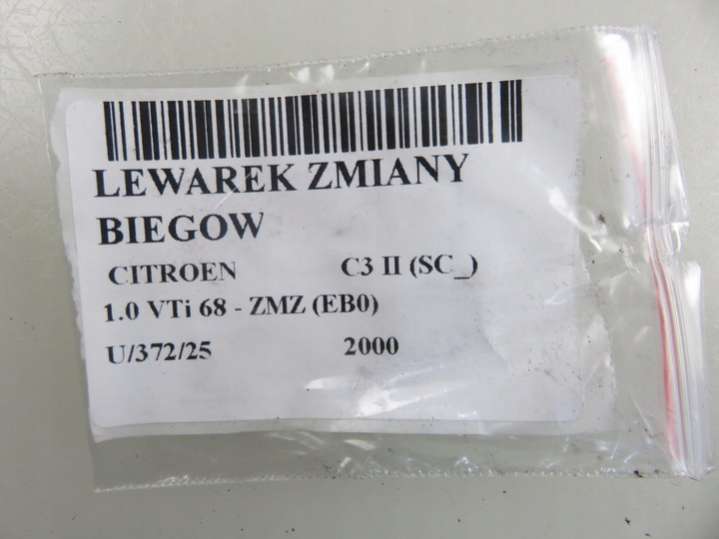 LEWAREK ZMIANY
BIEGOW
CITROEN C3 II (SC_)
1.0 VTi 68 - ZMZ (EB0)
U/372/25 2000